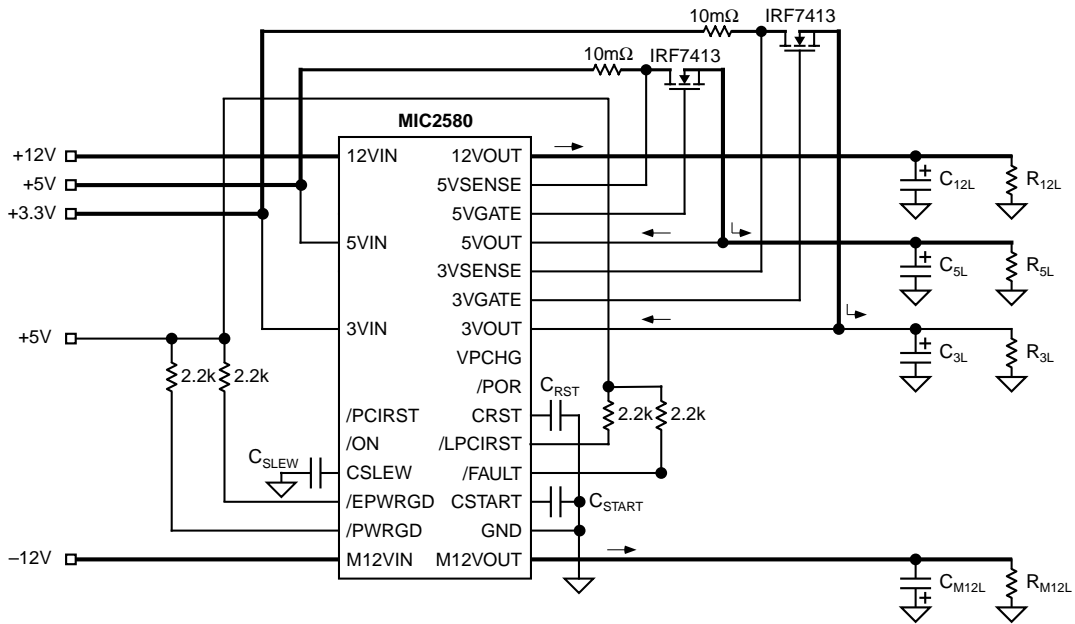 10mΩ
IRF7413
10mΩ
IRF7413
MIC2580
+12V
12VIN
12VOUT
C12L
R12L
+5V
5VSENSE
+3.3V
5VGATE
5VIN
5VOUT
C5L
R5L
3VSENSE
3VGATE
3VIN
3VOUT
+5V
C3L
R3L
VPCHG
2.2k
2.2k
/POR
CRST
/PCIRST
CRST
2.2k
2.2k
/ON
/LPCIRST
CSLEW
CSLEW
/FAULT
/EPWRGD
CSTART
CSTART
/PWRGD
GND
–12V
M12VIN
M12VOUT
CM12L
RM12L
+
+
+
+